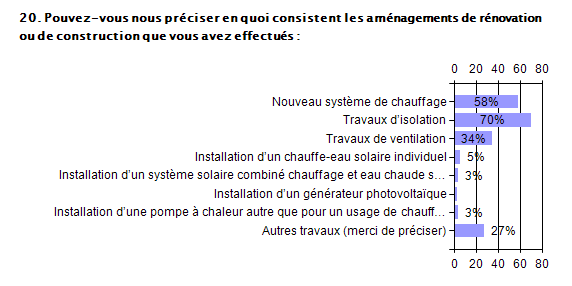 20. Pouvez-vous nous préciser en quoi consistent les aménagements de rénovation
ou de construction que vous avez effectués :
0 20 40 60 80
Nouveau système de chauffage 58%
Travaux d'isolation 70%
Travaux de ventilation 34%
Installation d'un chauffe-eau solaire individuel 5%
Installation d'un système solaire combiné chauffage et eau chaude s... 3%
Installation d'un générateur photovoltaïque
Installation d'une pompe à chaleur autre que pour un usage de chauff... 3%
Autres travaux (merci de préciser) 27%
0 20 40 60 80